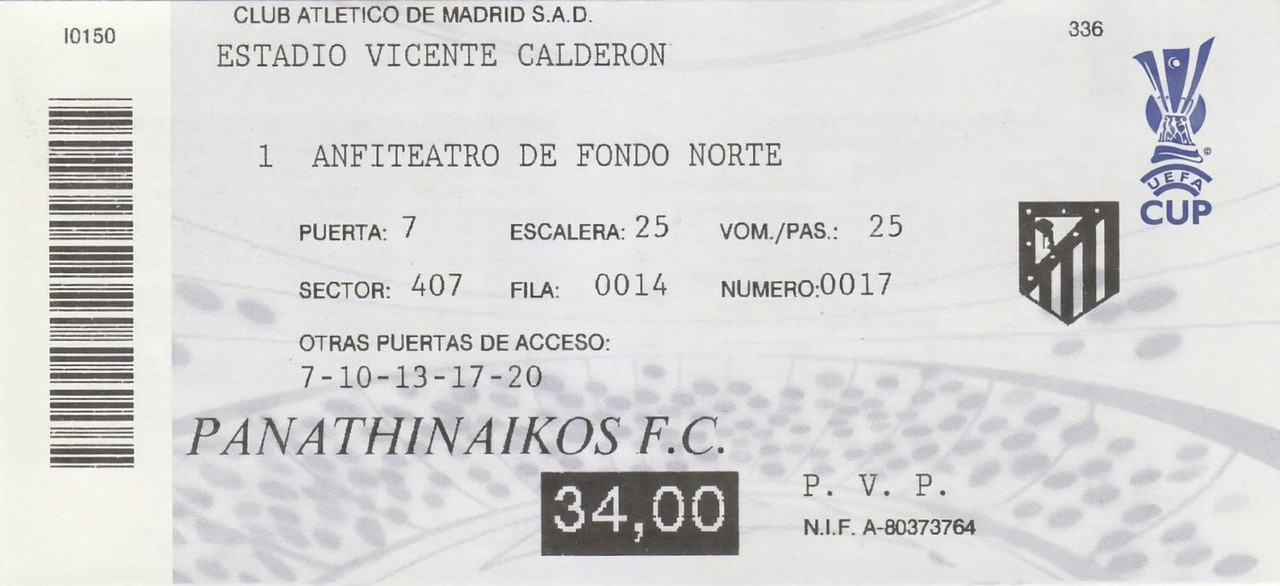 CLUB ATLETICO DE MADRID S.A.D.
I0150
336
ESTADIO VICENTE CALDERON
1 ANFITEATRO DE FONDO NORTE
UEFA
CUP
PUERTA: 7 ESCALERA: 25 VOM./PAS.: 25
SECTOR: 407 FILA: 0014 NUMERO:0017
OTRAS PUERTAS DE ACCESO:
7-10-13-17-20
PANATHINAIKOS F.C.
34,00
P. V. P.
N.I.F. A-80373764